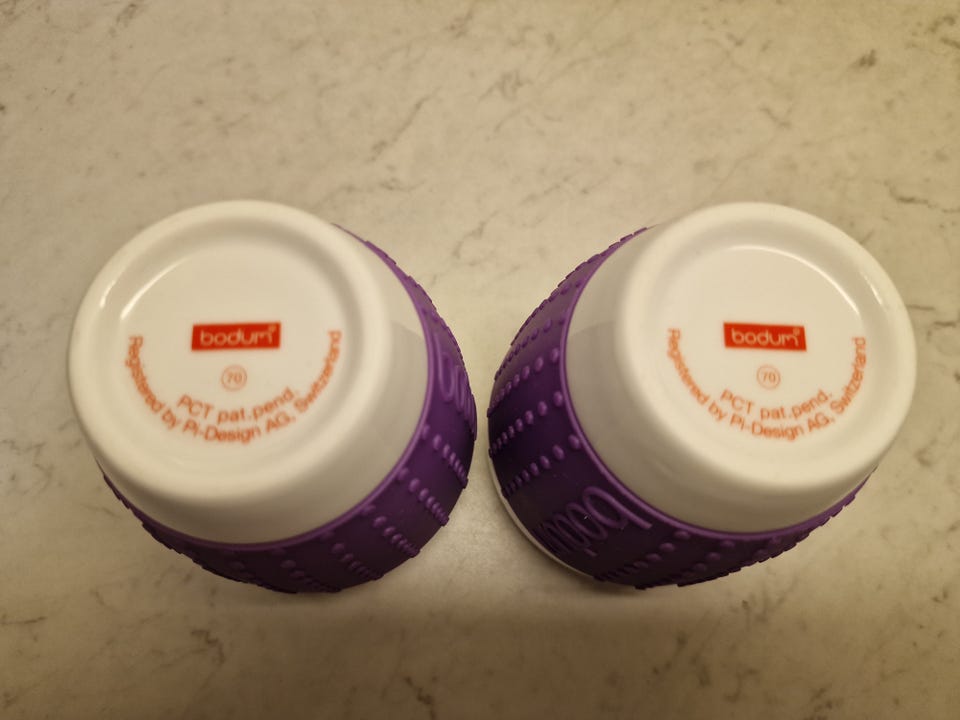 bodum®
70
PCT pat.pend.
Registered by Pi-Design AG, Switzerland
bodum®
70
PCT pat.pend.
Registered by Pi-Design AG, Switzerland